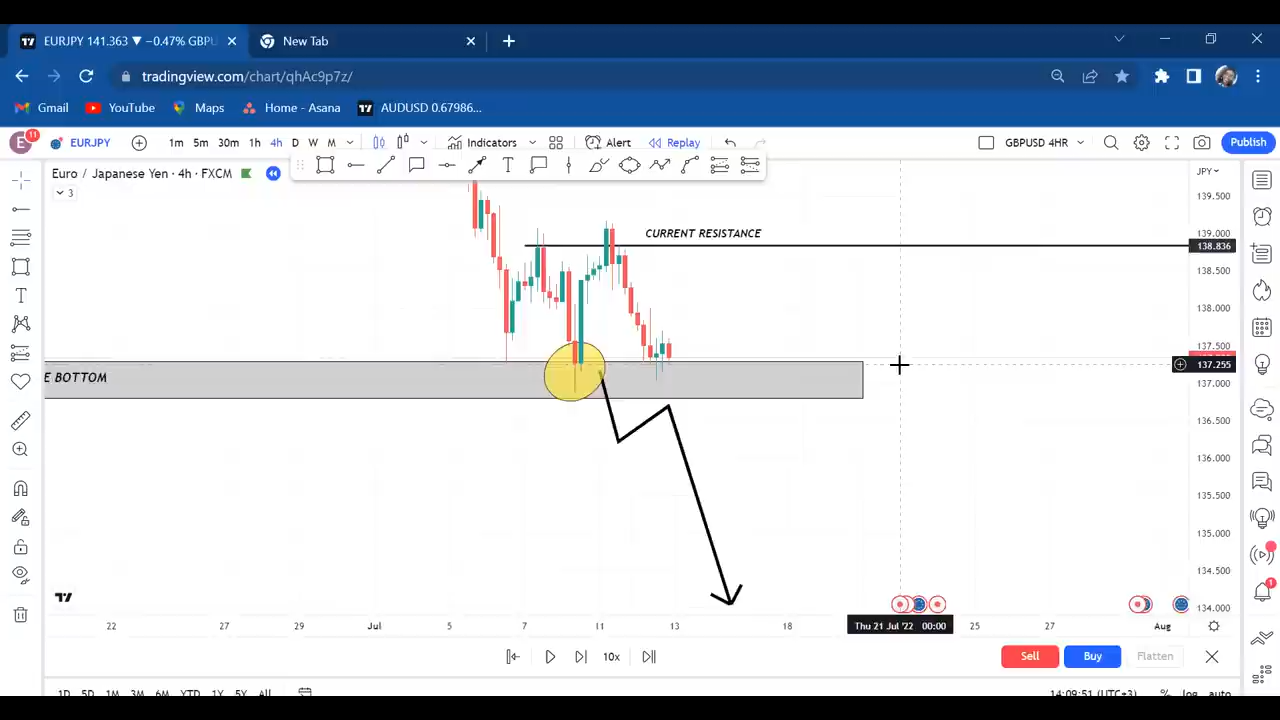 EURJPY 141.363 ▼ −0.47% GBPU
New Tab
tradingview.com/chart/qhAc9p7z/
Gmail YouTube Maps Home - Asana AUDUSD 0.67986...
E 11 EURJPY 1m 5m 30m 1h 4h D W M Indicators Alert Replay GBPUSD 4HR Publish
Euro / Japanese Yen · 4h · FXCM
3
JPY
139.500
139.000
CURRENT RESISTANCE
138.836
138.500
138.000
137.500
137.255
E BOTTOM
137.000
136.500
136.000
135.500
135.000
134.500
134.000
22 27 29 Jul 5 7 11 13 18 Thu 21 Jul '22 00:00 25 27 Aug
10x Sell Buy Flatten
1D 5D 1M 3M 6M YTD 1Y 5Y All 14:09:51 (UTC+3) % log auto
1